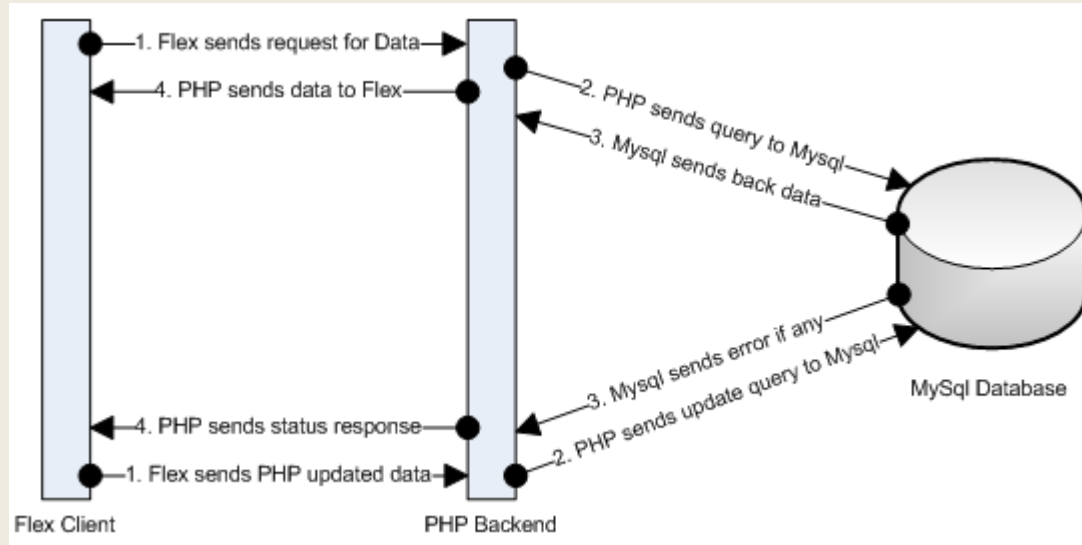 1. Flex sends request for Data
4. PHP sends data to Flex
2. PHP sends query to Mysql
3. Mysql sends back data
3. Mysql sends error if any
2. PHP sends update query to Mysql
4. PHP sends status response
1. Flex sends PHP updated data
Flex Client
PHP Backend
MySql Database